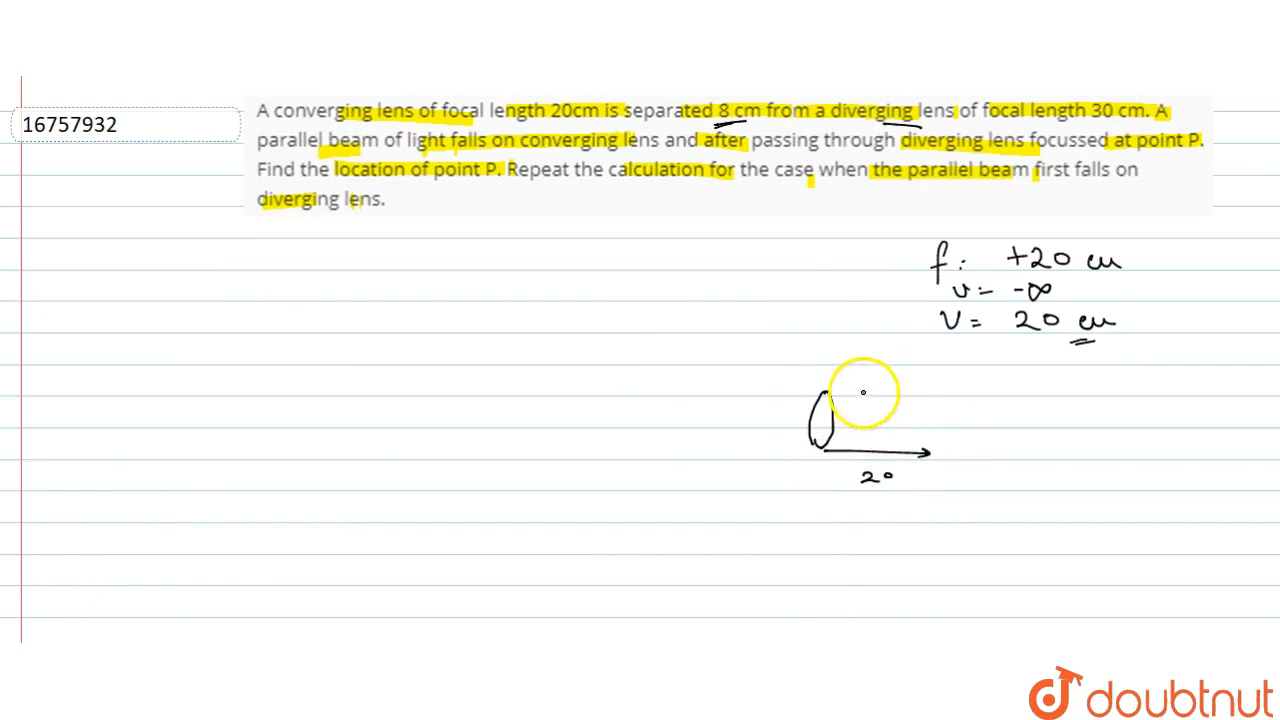 16757932
A converging lens of focal length 20cm is separated 8 cm from a diverging lens of focal length 30 cm. A
parallel beam of light falls on converging lens and after passing through diverging lens focussed at point P.
Find the location of point P. Repeat the calculation for the case when the parallel beam first falls on
diverging lens.
f: +20 cm
u= -∞
V= 20 cm
20
doubtnut